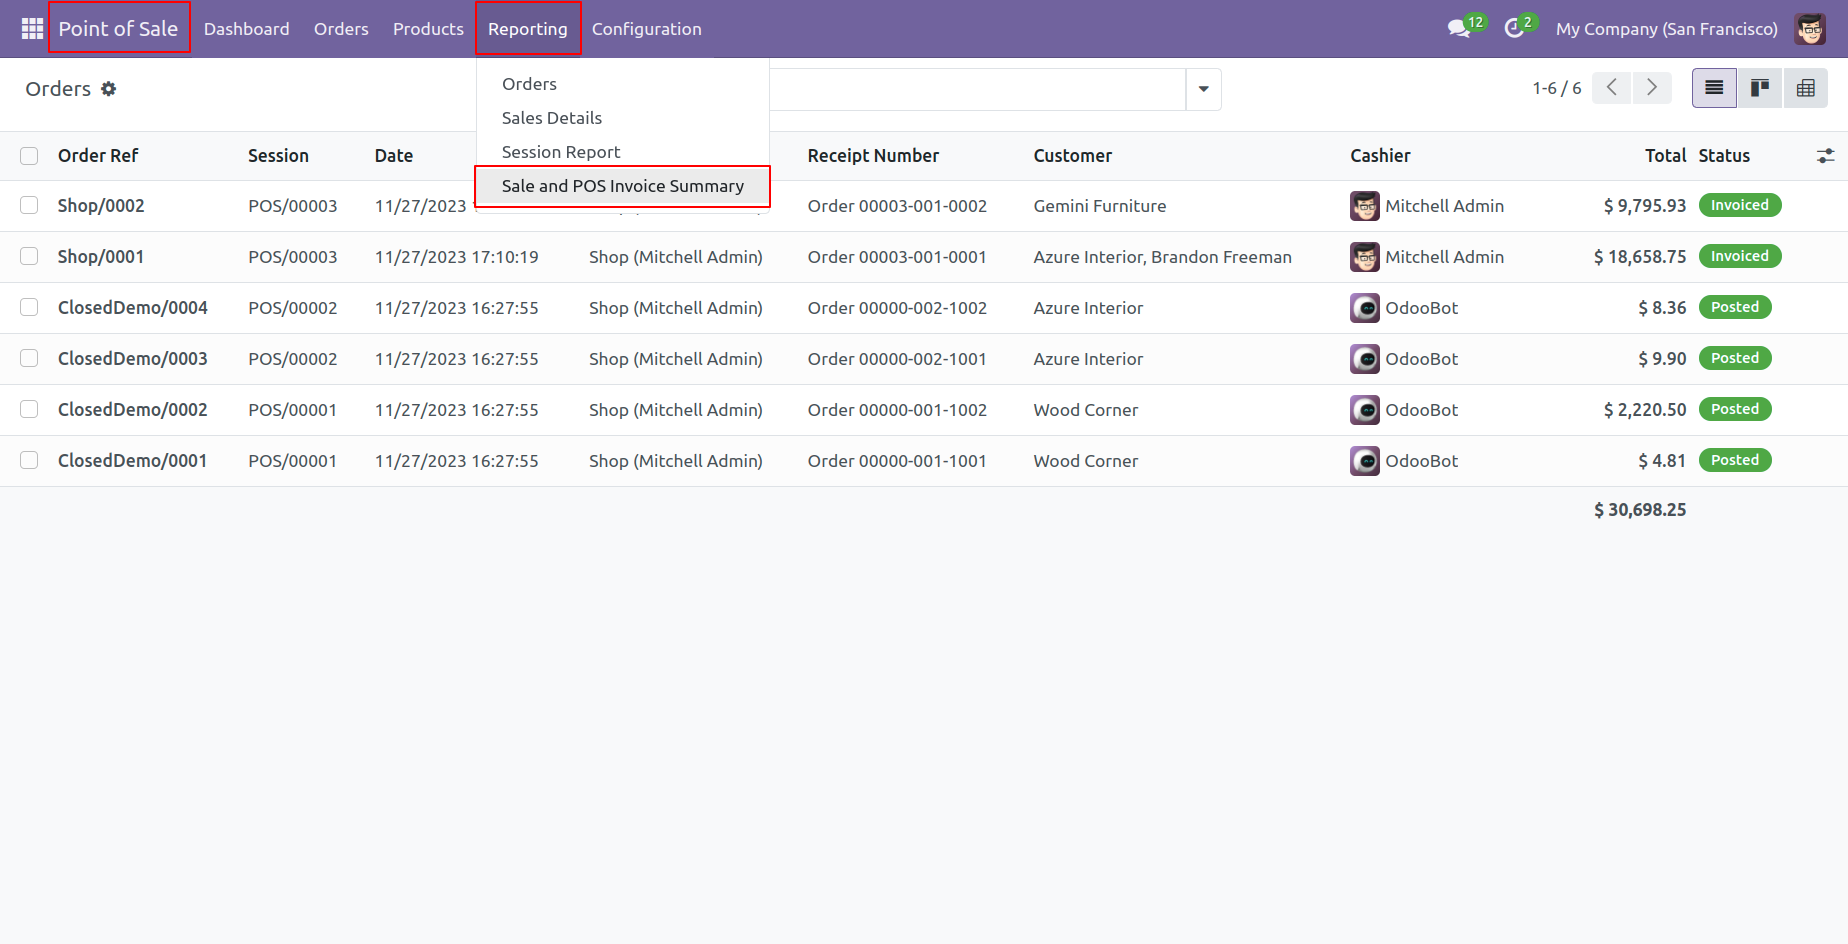 Point of Sale Dashboard Orders Products Reporting Configuration 12 2 My Company (San Francisco)
Orders 1-6 / 6
Orders
Sales Details
Session Report
Sale and POS Invoice Summary
Order Ref Session Date Receipt Number Customer Cashier Total Status
Shop/0002 POS/00003 11/27/2023 Order 00003-001-0002 Gemini Furniture Mitchell Admin $ 9,795.93 Invoiced
Shop/0001 POS/00003 11/27/2023 17:10:19 Shop (Mitchell Admin) Order 00003-001-0001 Azure Interior, Brandon Freeman Mitchell Admin $ 18,658.75 Invoiced
ClosedDemo/0004 POS/00002 11/27/2023 16:27:55 Shop (Mitchell Admin) Order 00000-002-1002 Azure Interior OdooBot $ 8.36 Posted
ClosedDemo/0003 POS/00002 11/27/2023 16:27:55 Shop (Mitchell Admin) Order 00000-002-1001 Azure Interior OdooBot $ 9.90 Posted
ClosedDemo/0002 POS/00001 11/27/2023 16:27:55 Shop (Mitchell Admin) Order 00000-001-1002 Wood Corner OdooBot $ 2,220.50 Posted
ClosedDemo/0001 POS/00001 11/27/2023 16:27:55 Shop (Mitchell Admin) Order 00000-001-1001 Wood Corner OdooBot $ 4.81 Posted
$ 30,698.25